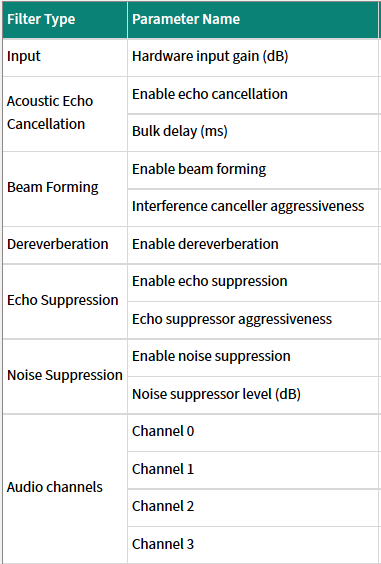 Filter Type Parameter Name
Input Hardware input gain (dB)
Acoustic Echo
Cancellation
Enable echo cancellation
Bulk delay (ms)
Beam Forming
Enable beam forming
Interference canceller aggressiveness
Dereverberation Enable dereverberation
Echo Suppression
Enable echo suppression
Echo suppressor aggressiveness
Noise Suppression
Enable noise suppression
Noise suppressor level (dB)
Audio channels
Channel 0
Channel 1
Channel 2
Channel 3